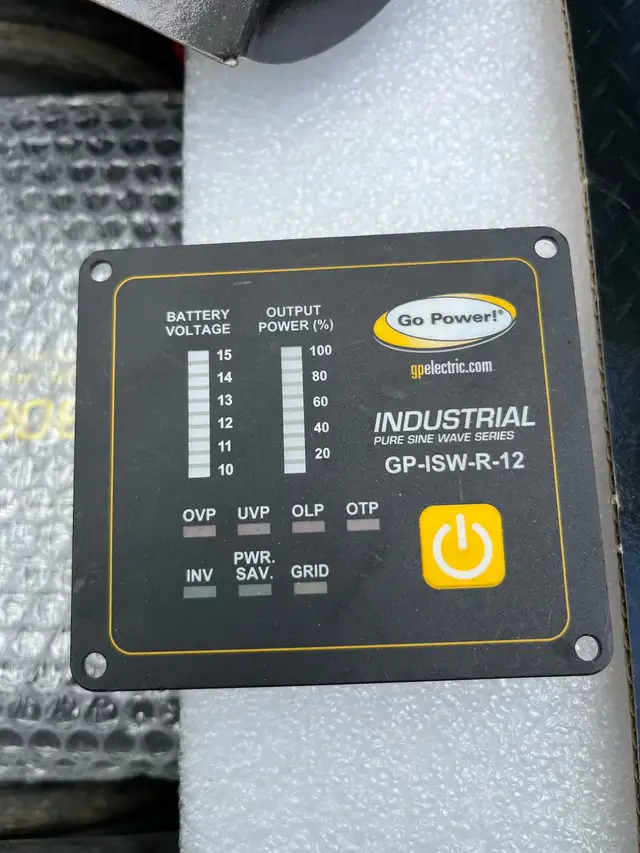 BATTERY
VOLTAGE
15
14
13
12
11
10
OUTPUT
POWER (%)
100
80
60
40
20
Go Power!®
gpelectric.com
INDUSTRIAL
PURE SINE WAVE SERIES
GP-ISW-R-12
OVP UVP OLP OTP
INV PWR. SAV. GRID